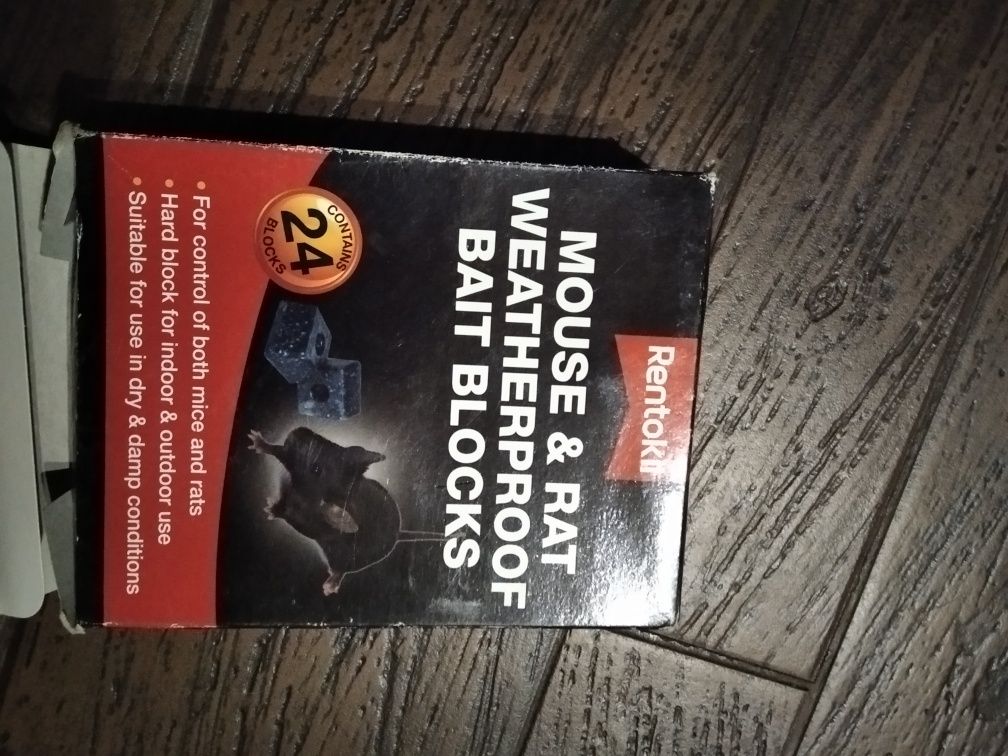 Rentokil
MOUSE & RAT
WEATHERPROOF
BAIT BLOCKS
CONTAINS
24
BLOCKS
• For control of both mice and rats
• Hard block for indoor & outdoor use
• Suitable for use in dry & damp conditions